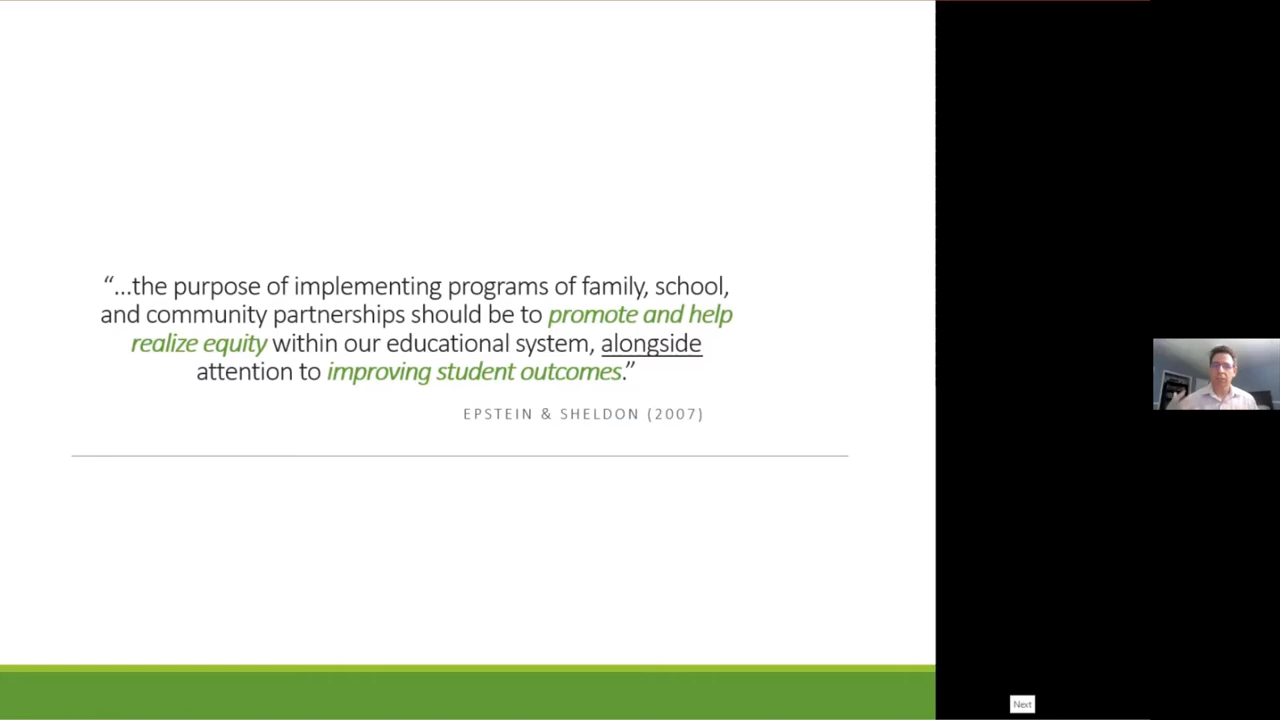 “...the purpose of implementing programs of family, school,
and community partnerships should be to promote and help
realize equity within our educational system, alongside
attention to improving student outcomes.”
EPSTEIN & SHELDON (2007)
Next